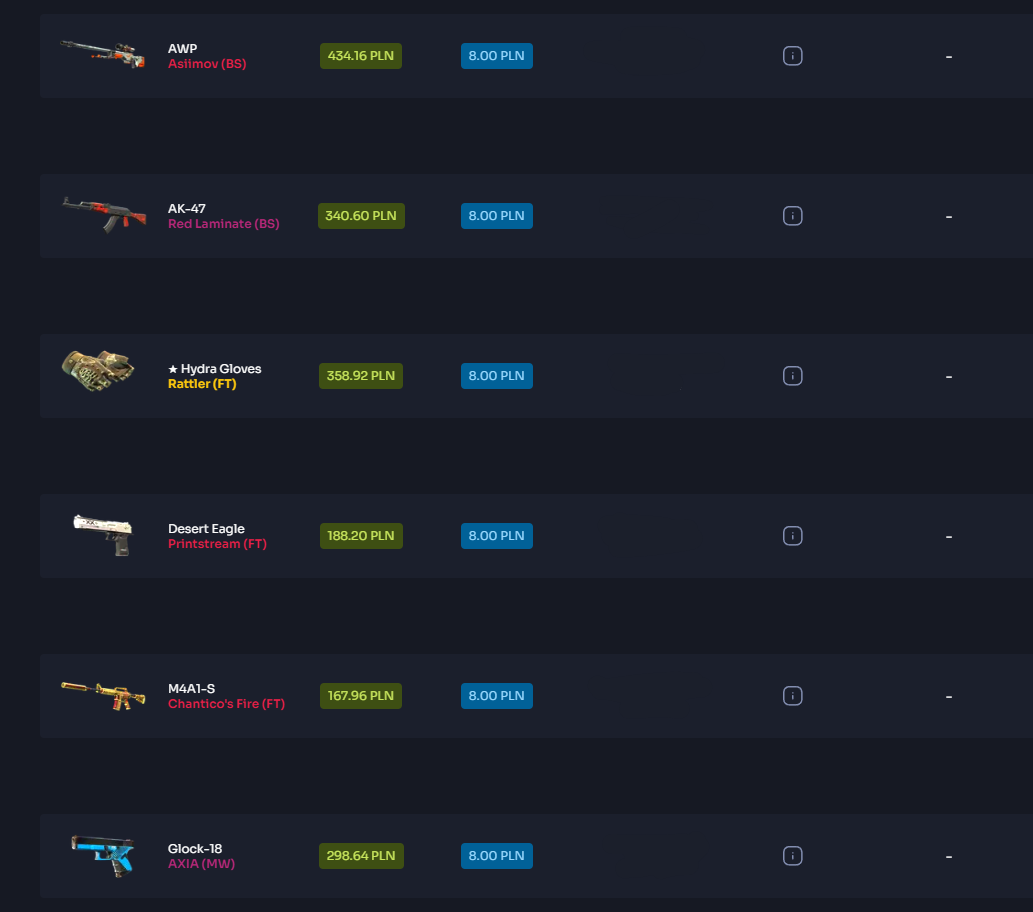 AWP
Asiimov (BS)
434.16 PLN
8.00 PLN
-
AK-47
Red Laminate (BS)
340.60 PLN
8.00 PLN
-
★ Hydra Gloves
Rattler (FT)
358.92 PLN
8.00 PLN
-
Desert Eagle
Printstream (FT)
188.20 PLN
8.00 PLN
-
M4A1-S
Chantico's Fire (FT)
167.96 PLN
8.00 PLN
-
Glock-18
AXIA (MW)
298.64 PLN
8.00 PLN
-